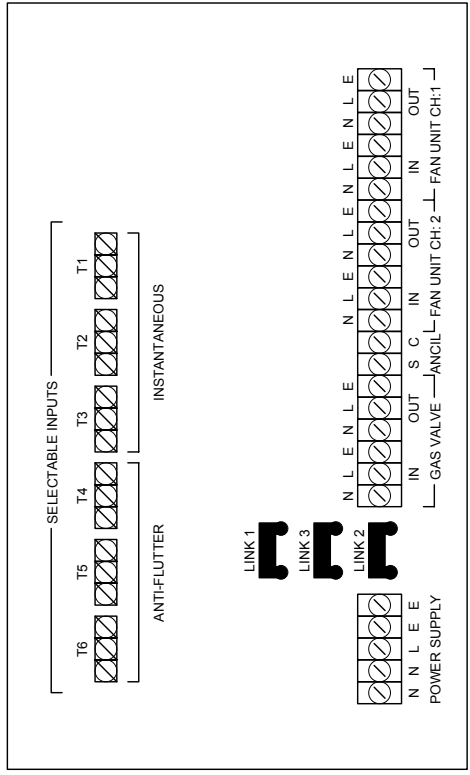 SELECTABLE INPUTS
T6 T5 T4 T3 T2 T1
ANTI-FLUTTER INSTANTANEOUS
LINK 1
LINK 3
LINK 2
N L E N L E N L E N L E N L E N L E
N N L E E IN OUT S C IN OUT IN OUT
POWER SUPPLY GAS VALVE ANCIL FAN UNIT CH: 2 FAN UNIT CH:1